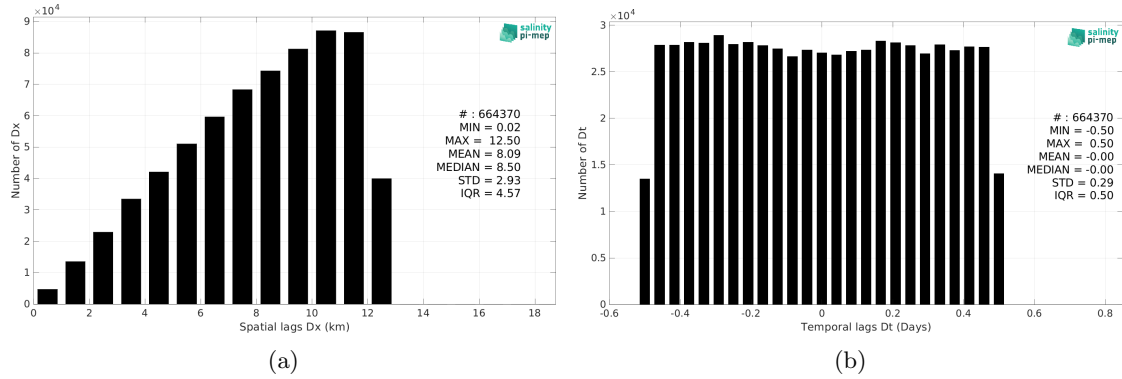 ×10⁴
9
8
7
6
5
4
3
2
1
0
Number of Dx
0 2 4 6 8 10 12 14 16 18
Spatial lags Dx (km)
salinity
pi-mep
# : 664370
MIN = 0.02
MAX = 12.50
MEAN = 8.09
MEDIAN = 8.50
STD = 2.93
IQR = 4.57
(a)
×10⁴
3
2.5
2
1.5
1
0.5
0
Number of Dt
-0.6 -0.4 -0.2 0 0.2 0.4 0.6 0.8
Temporal lags Dt (Days)
salinity
pi-mep
# : 664370
MIN = -0.50
MAX = 0.50
MEAN = -0.00
MEDIAN = -0.00
STD = 0.29
IQR = 0.50
(b)